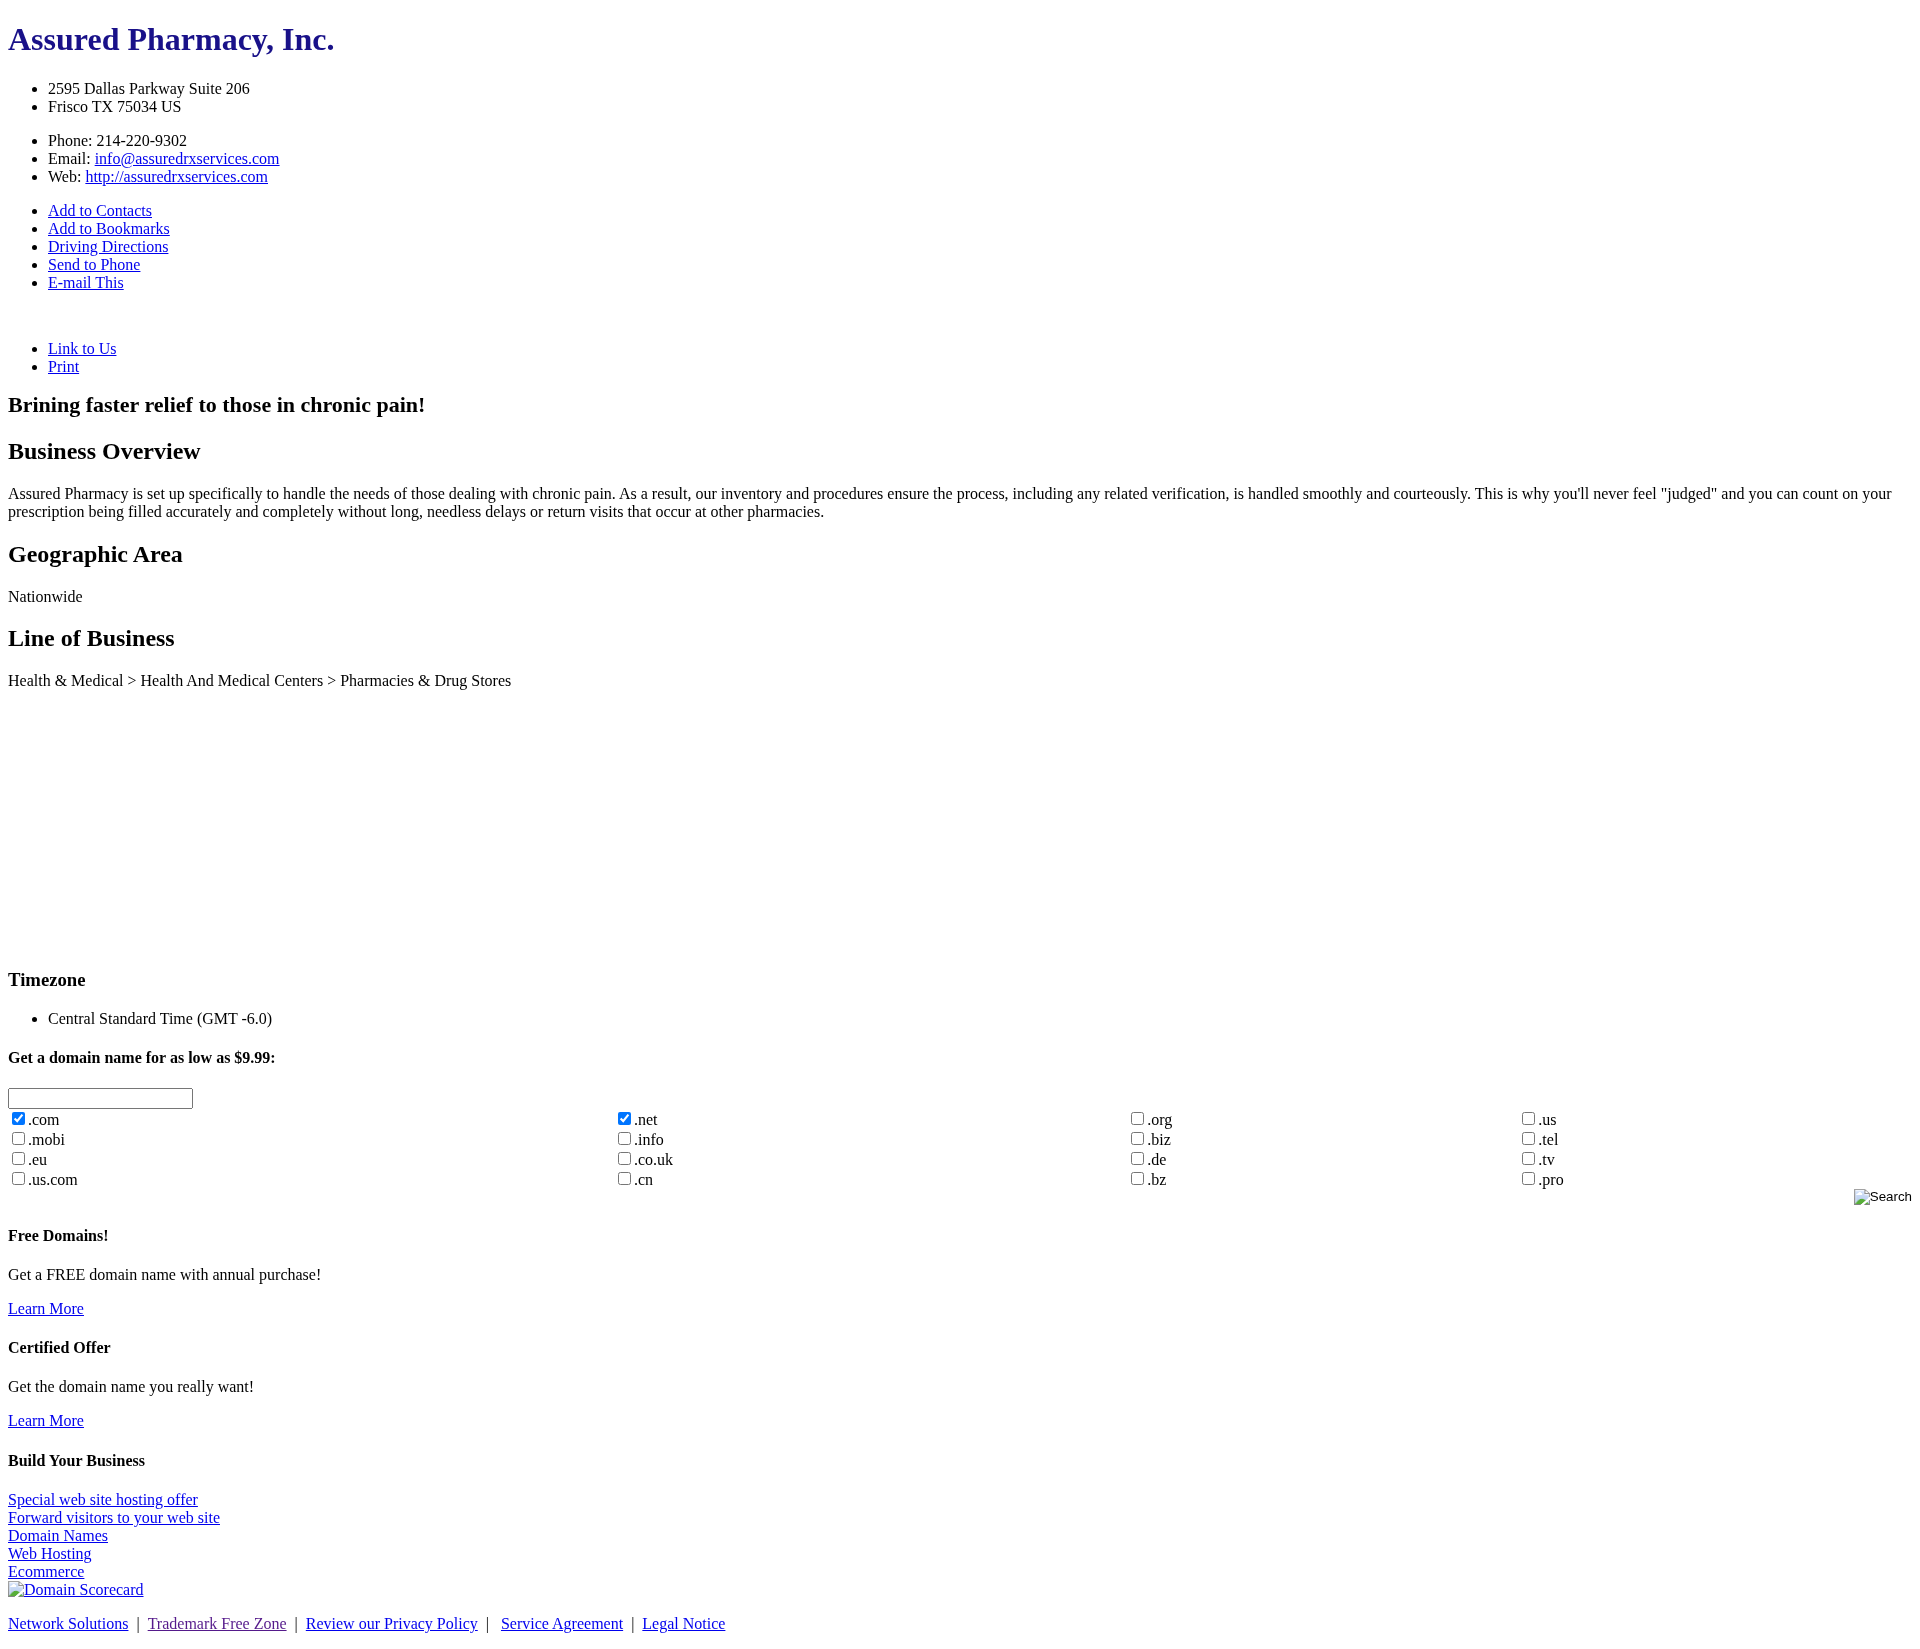 Assured Pharmacy, Inc.
2595 Dallas Parkway Suite 206
Frisco TX 75034 US
Phone: 214-220-9302
Email: info@assuredrxservices.com
Web: http://assuredrxservices.com
Add to Contacts
Add to Bookmarks
Driving Directions
Send to Phone
E-mail This
Link to Us
Print
Brining faster relief to those in chronic pain!
Business Overview
Assured Pharmacy is set up specifically to handle the needs of those dealing with chronic pain. As a result, our inventory and procedures ensure the process, including any related verification, is handled smoothly and courteously. This is why you'll never feel "judged" and you can count on your
prescription being filled accurately and completely without long, needless delays or return visits that occur at other pharmacies.
Geographic Area
Nationwide
Line of Business
Health & Medical > Health And Medical Centers > Pharmacies & Drug Stores
Timezone
Central Standard Time (GMT -6.0)
Get a domain name for as low as $9.99:
.com .net .org .us
.mobi .info .biz .tel
.eu .co.uk .de .tv
.us.com .cn .bz .pro
Search
Free Domains!
Get a FREE domain name with annual purchase!
Learn More
Certified Offer
Get the domain name you really want!
Learn More
Build Your Business
Special web site hosting offer
Forward visitors to your web site
Domain Names
Web Hosting
Ecommerce
Domain Scorecard
Network Solutions | Trademark Free Zone | Review our Privacy Policy | Service Agreement | Legal Notice